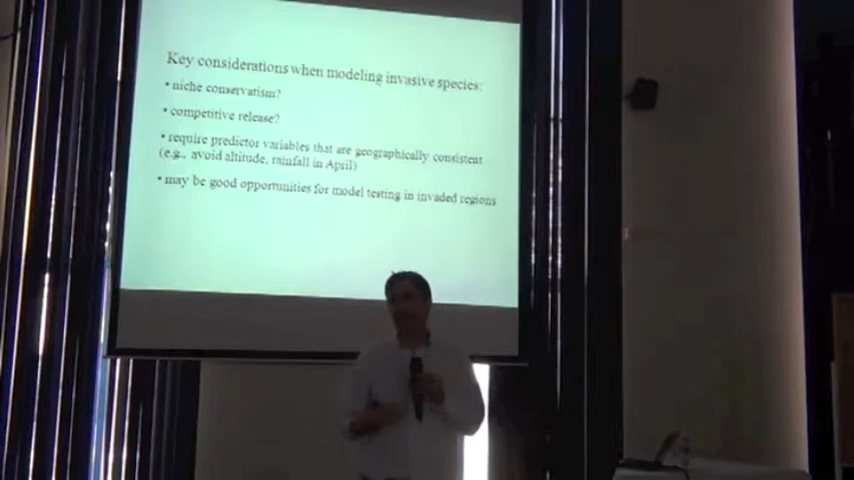 Key considerations when modeling invasive species:
• niche conservatism?
• competitive release?
• require predictor variables that are geographically consistent
(e.g., avoid altitude, rainfall in April)
• may be good opportunities for model testing in invaded regions